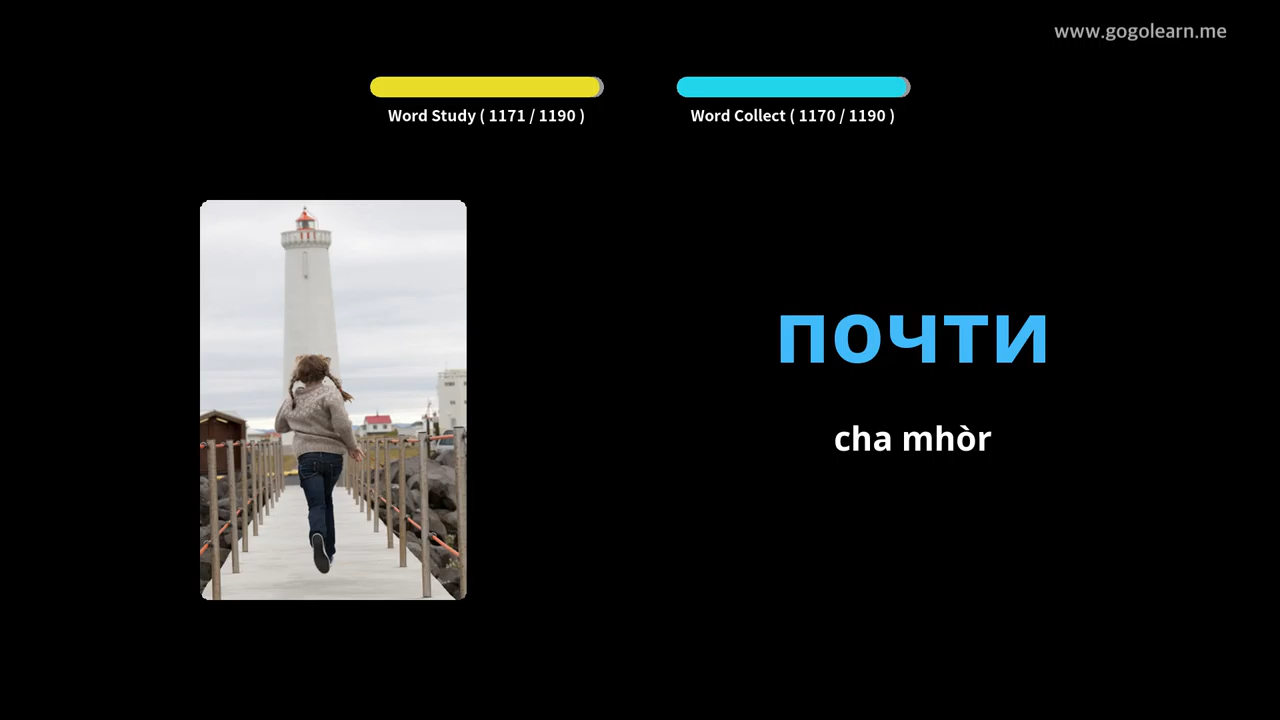 www.gogolearn.me
Word Study ( 1171 / 1190 )
Word Collect ( 1170 / 1190 )
почти
cha mhòr